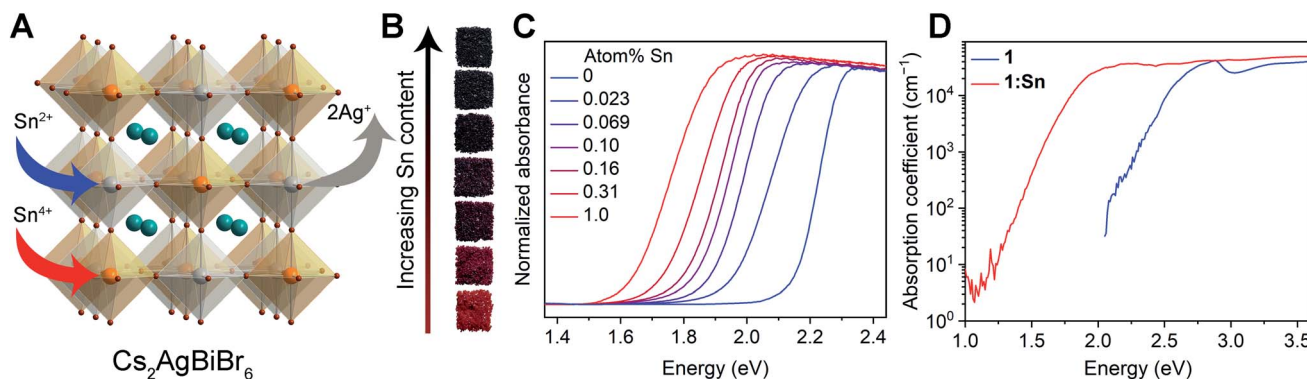 A
Sn2+
2Ag+
Sn4+
Cs2AgBiBr6
B
Increasing Sn content
C
Normalized absorbance
Atom% Sn
0
0.023
0.069
0.10
0.16
0.31
1.0
1.4
1.6
1.8
2.0
2.2
2.4
Energy (eV)
D
Absorption coefficient (cm−1)
1
1:Sn
10^4
10^3
10^2
10^1
10^0
1.0
1.5
2.0
2.5
3.0
3.5
Energy (eV)